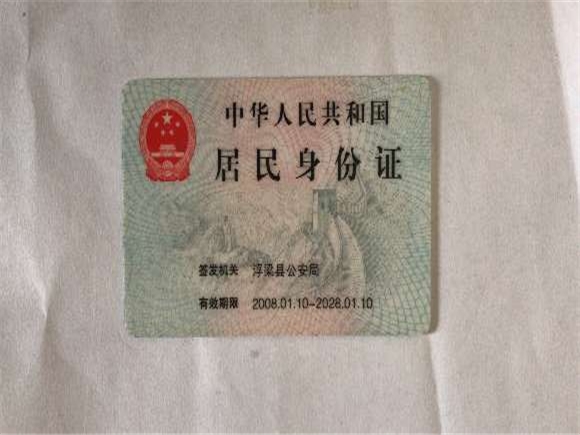 中华人民共和国
居民身份证
签发机关 浮梁县公安局
有效期限 2008.01.10-2028.01.10